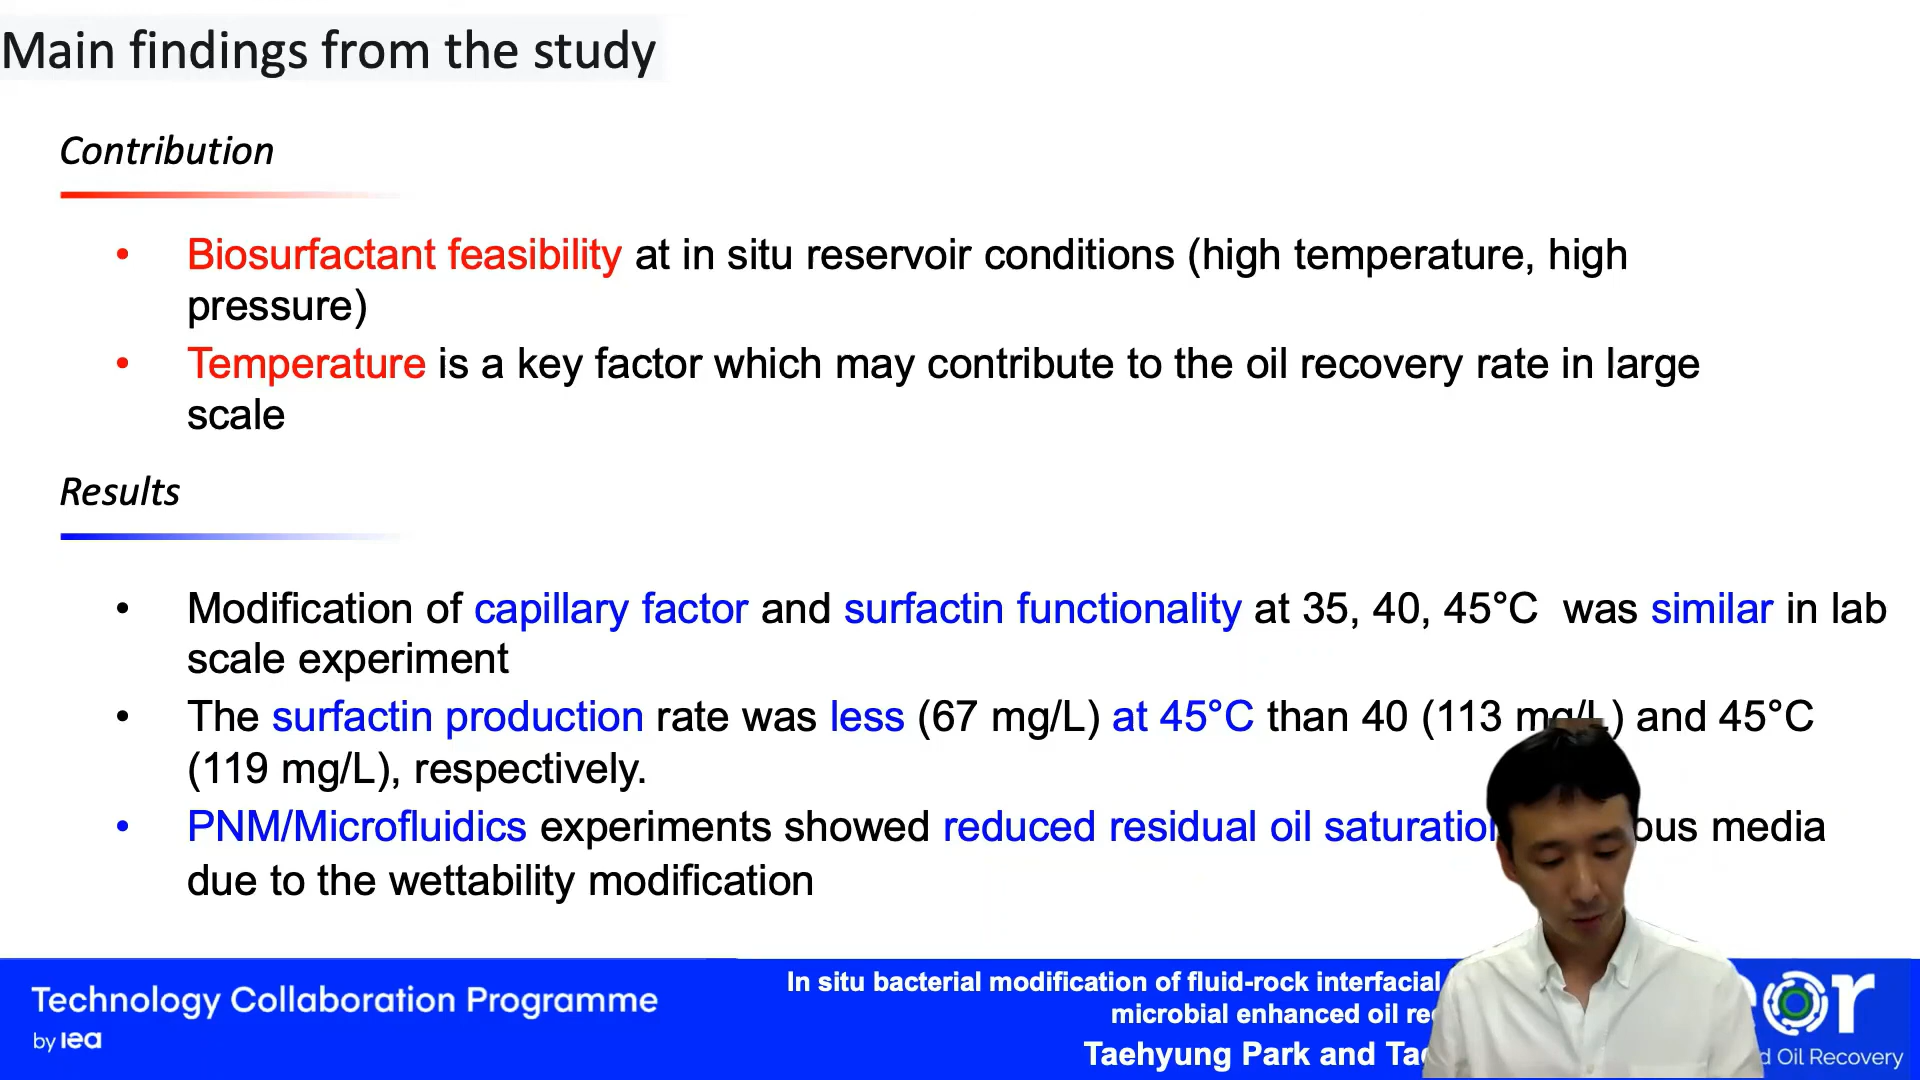 Main findings from the study
Contribution
• Biosurfactant feasibility at in situ reservoir conditions (high temperature, high
pressure)
• Temperature is a key factor which may contribute to the oil recovery rate in large
scale
Results
• Modification of capillary factor and surfactin functionality at 35, 40, 45°C was similar in lab
scale experiment
• The surfactin production rate was less (67 mg/L) at 45°C than 40 (113 mg/L) and 45°C
(119 mg/L), respectively.
• PNM/Microfluidics experiments showed reduced residual oil saturation media
due to the wettability modification
In situ bacterial modification of fluid-rock interfacial
Technology Collaboration Programme
microbial enhanced oil
by iea
Taehyung Park and
Oil Recovery